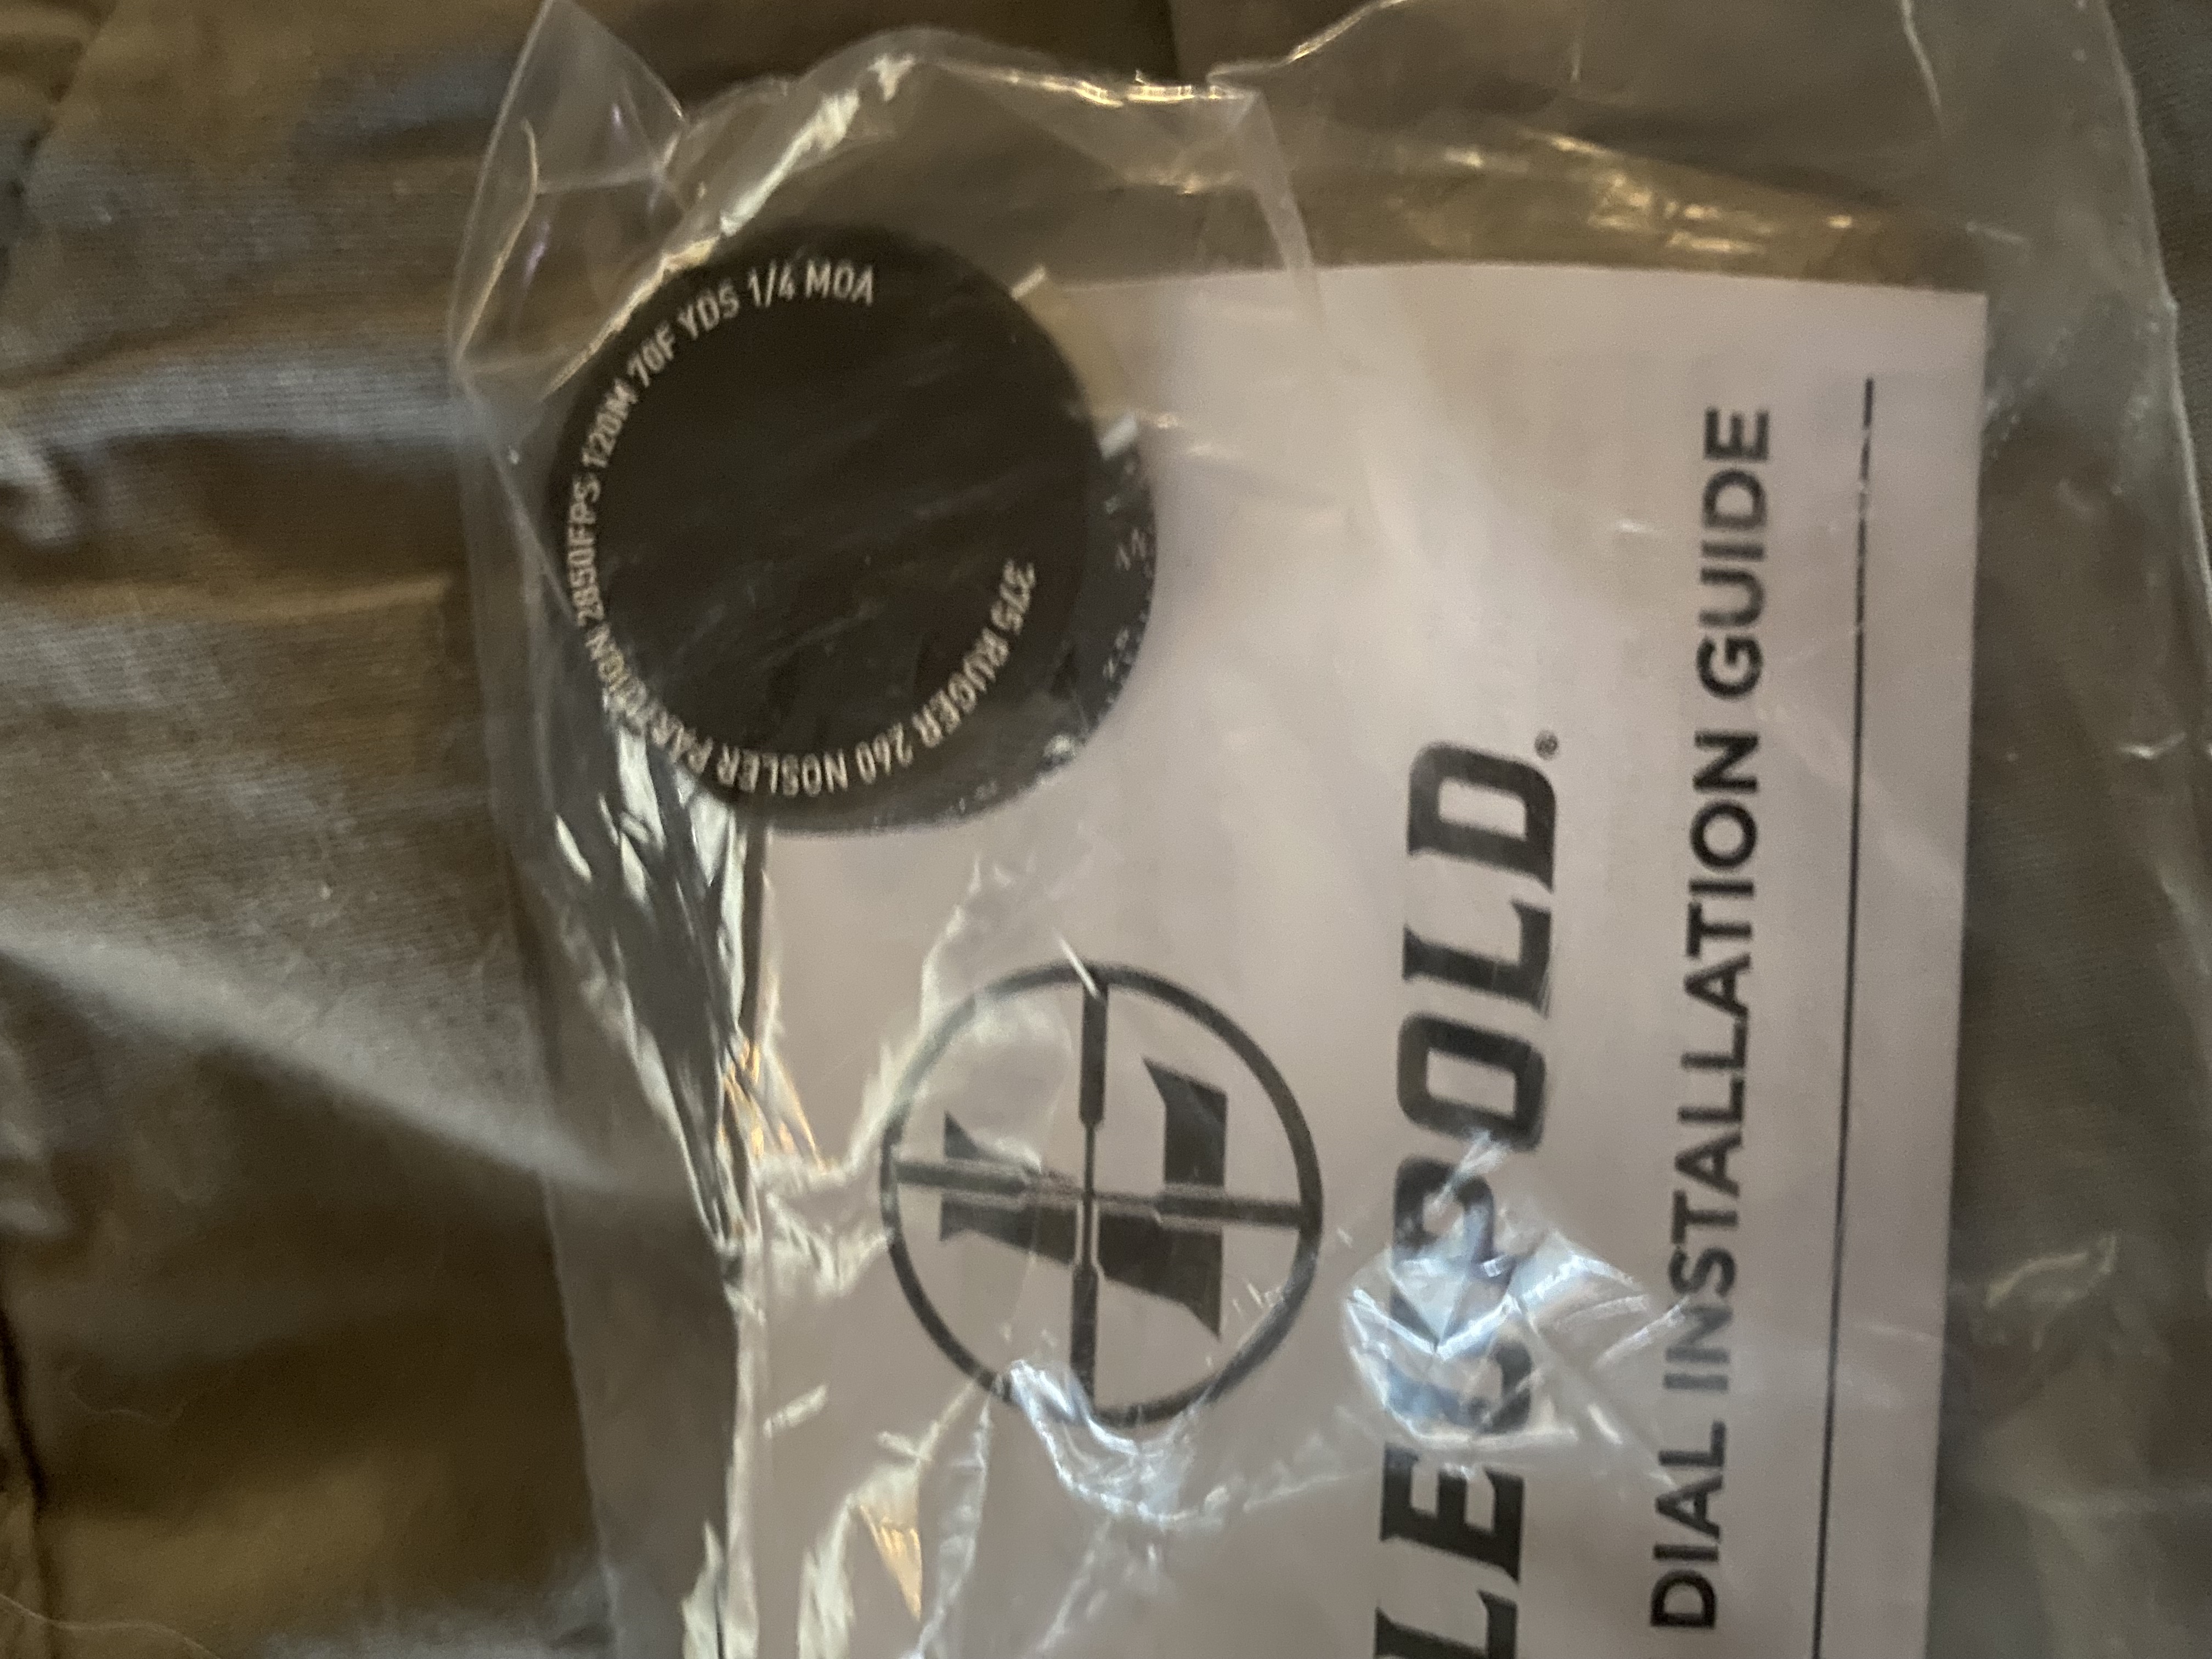 375 RUGER 260 NOSLER PARTITION 2850FPS 120M 70F YDS 1/4 MOA
LEUPOLD®
DIAL INSTALLATION GUIDE